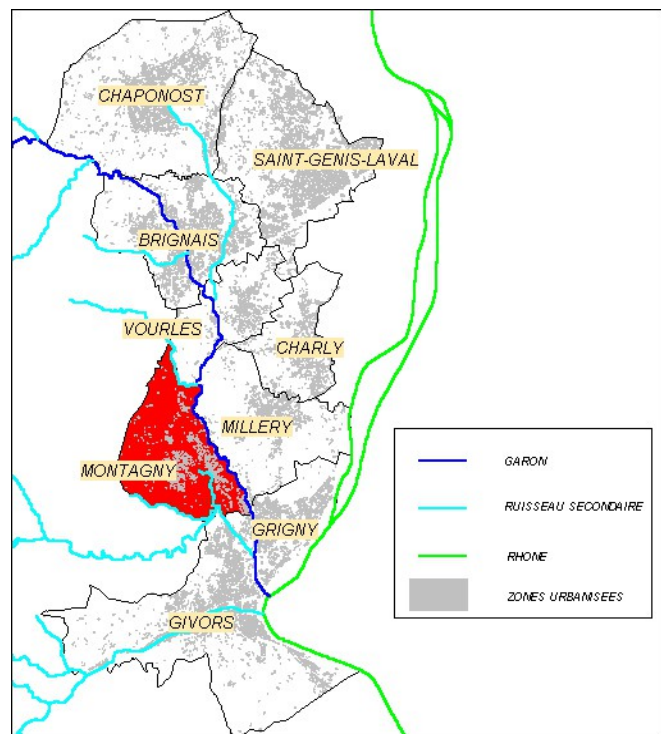 CHAPONOST
SAINT-GENIS-LAVAL
BRIGNAIS
VOURLES
CHARLY
MILLERY
MONTAGNY
GRIGNY
GIVORS
GARON
RUISSEAU SECONDAIRE
RHONE
ZONES URBANISEES